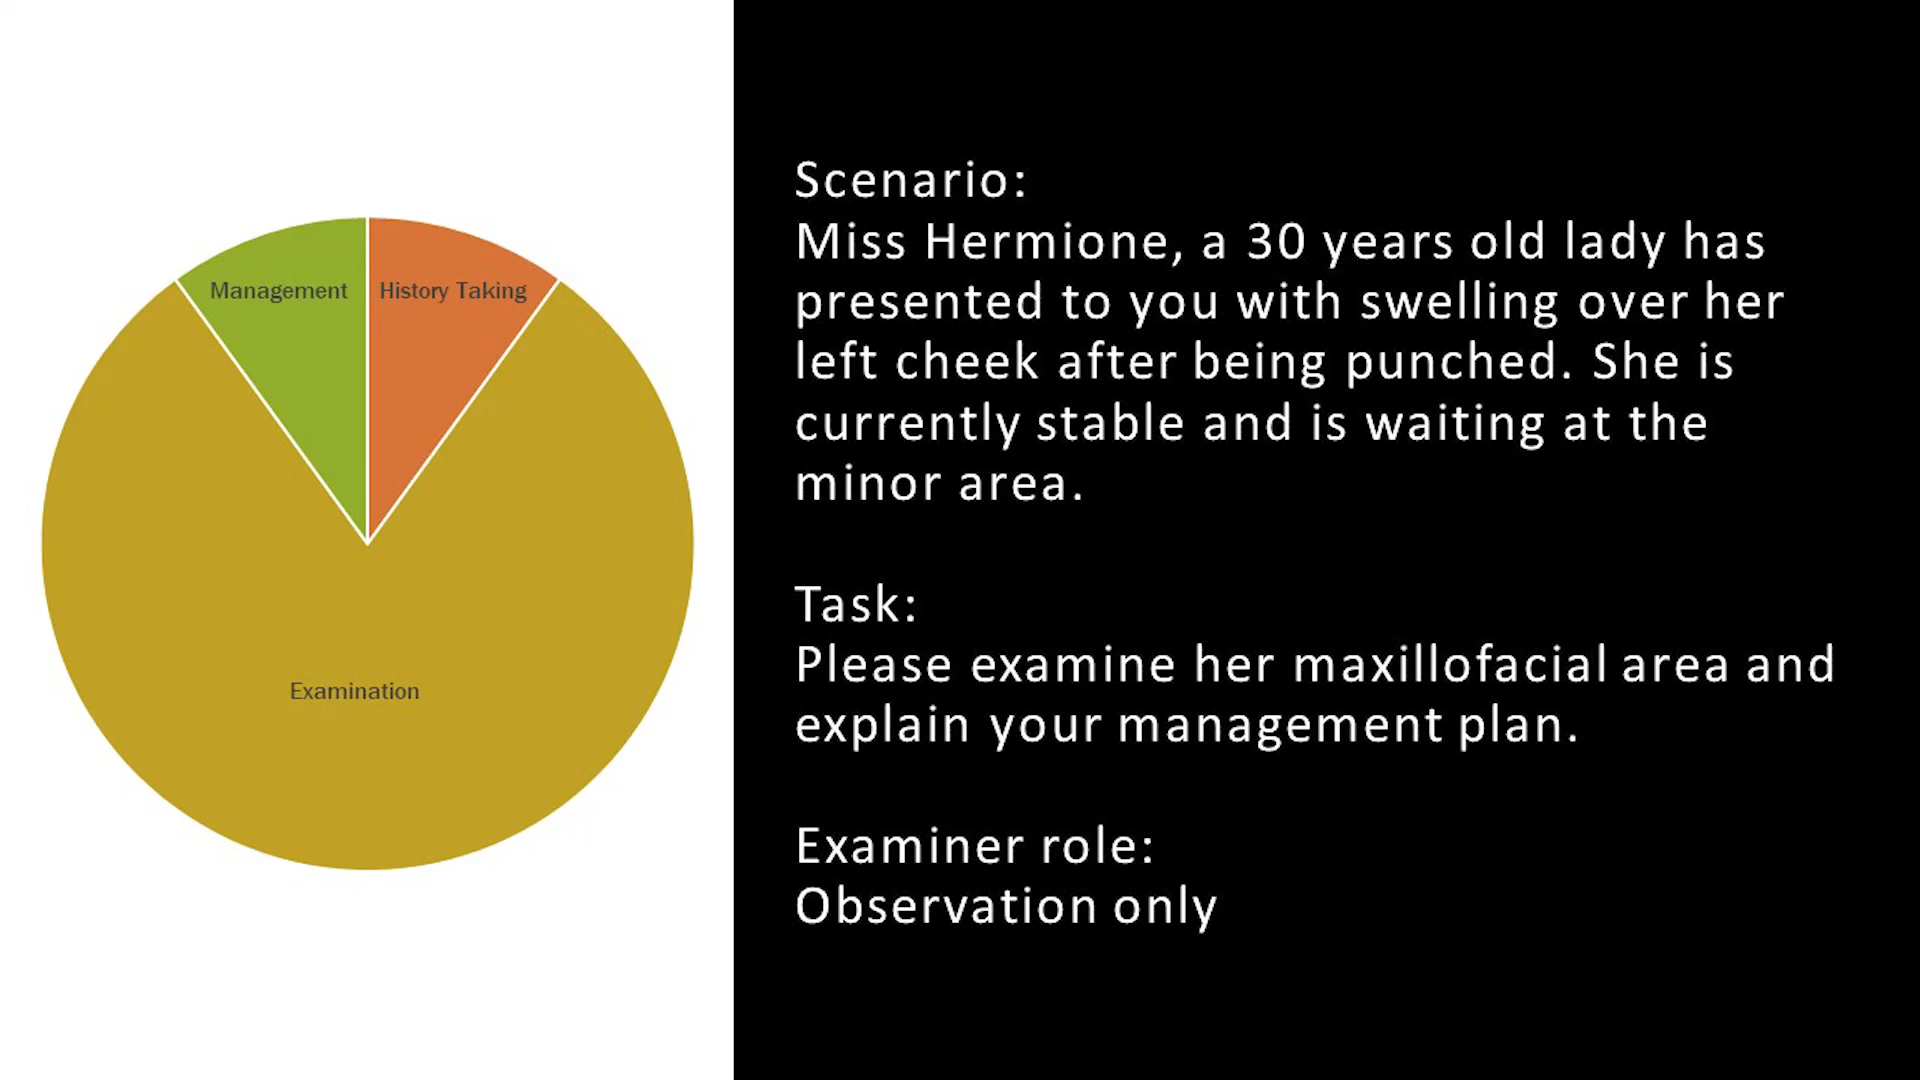 Management
History Taking
Examination
Scenario:
Miss Hermione, a 30 years old lady has
presented to you with swelling over her
left cheek after being punched. She is
currently stable and is waiting at the
minor area.
Task:
Please examine her maxillofacial area and
explain your management plan.
Examiner role:
Observation only